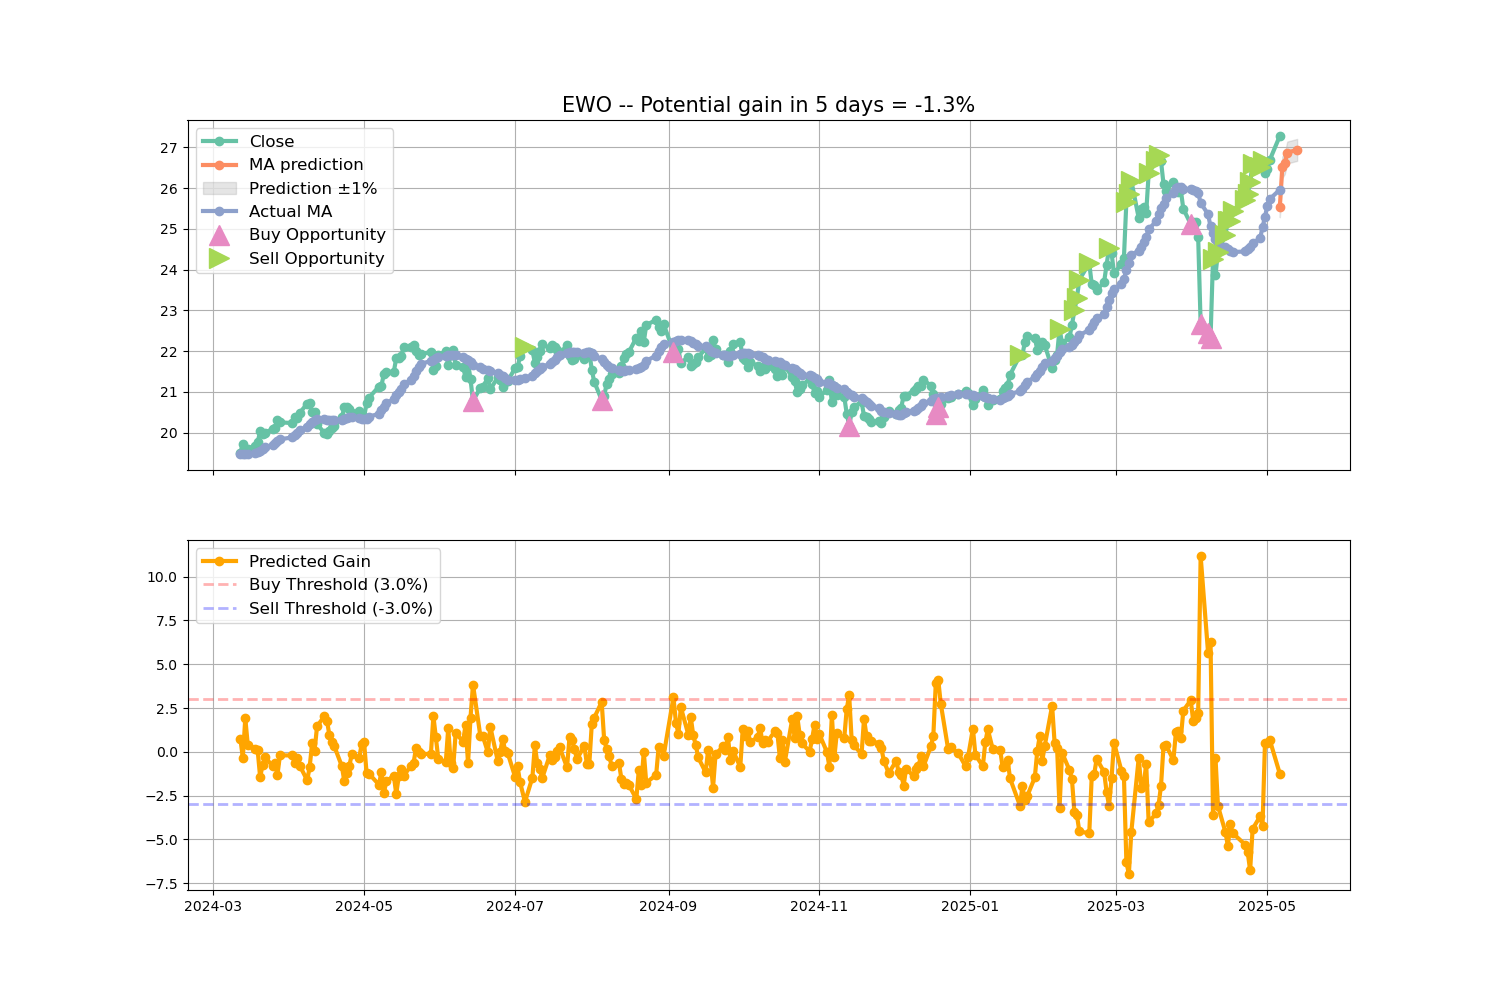 EWO -- Potential gain in 5 days = -1.3%
Close
MA prediction
Prediction ±1%
Actual MA
Buy Opportunity
Sell Opportunity
27
26
25
24
23
22
21
20
Predicted Gain
Buy Threshold (3.0%)
Sell Threshold (-3.0%)
10.0
7.5
5.0
2.5
0.0
−2.5
−5.0
−7.5
2024-03 2024-05 2024-07 2024-09 2024-11 2025-01 2025-03 2025-05